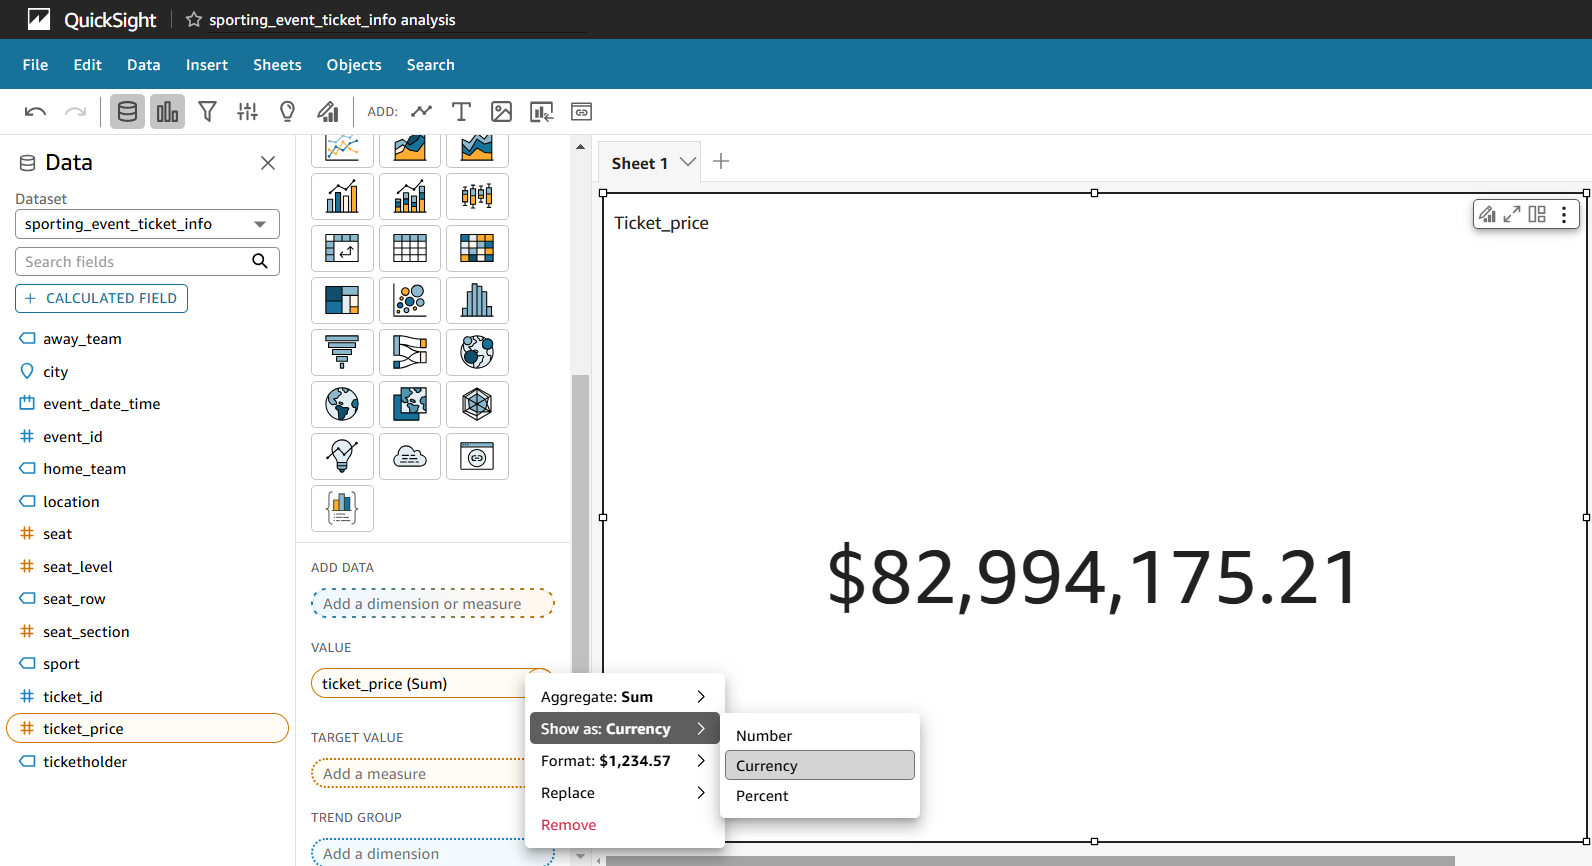 QuickSight
sporting_event_ticket_info analysis
File Edit Data Insert Sheets Objects Search
ADD:
Data
Dataset
sporting_event_ticket_info
Search fields
+ CALCULATED FIELD
away_team
city
event_date_time
event_id
home_team
location
seat
seat_level
seat_row
seat_section
sport
ticket_id
ticket_price
ticketholder
ADD DATA
Add a dimension or measure
VALUE
ticket_price (Sum)
TARGET VALUE
Add a measure
TREND GROUP
Add a dimension
Aggregate: Sum
Show as: Currency
Format: $1,234.57
Replace
Remove
Number
Currency
Percent
Sheet 1
Ticket_price
$82,994,175.21